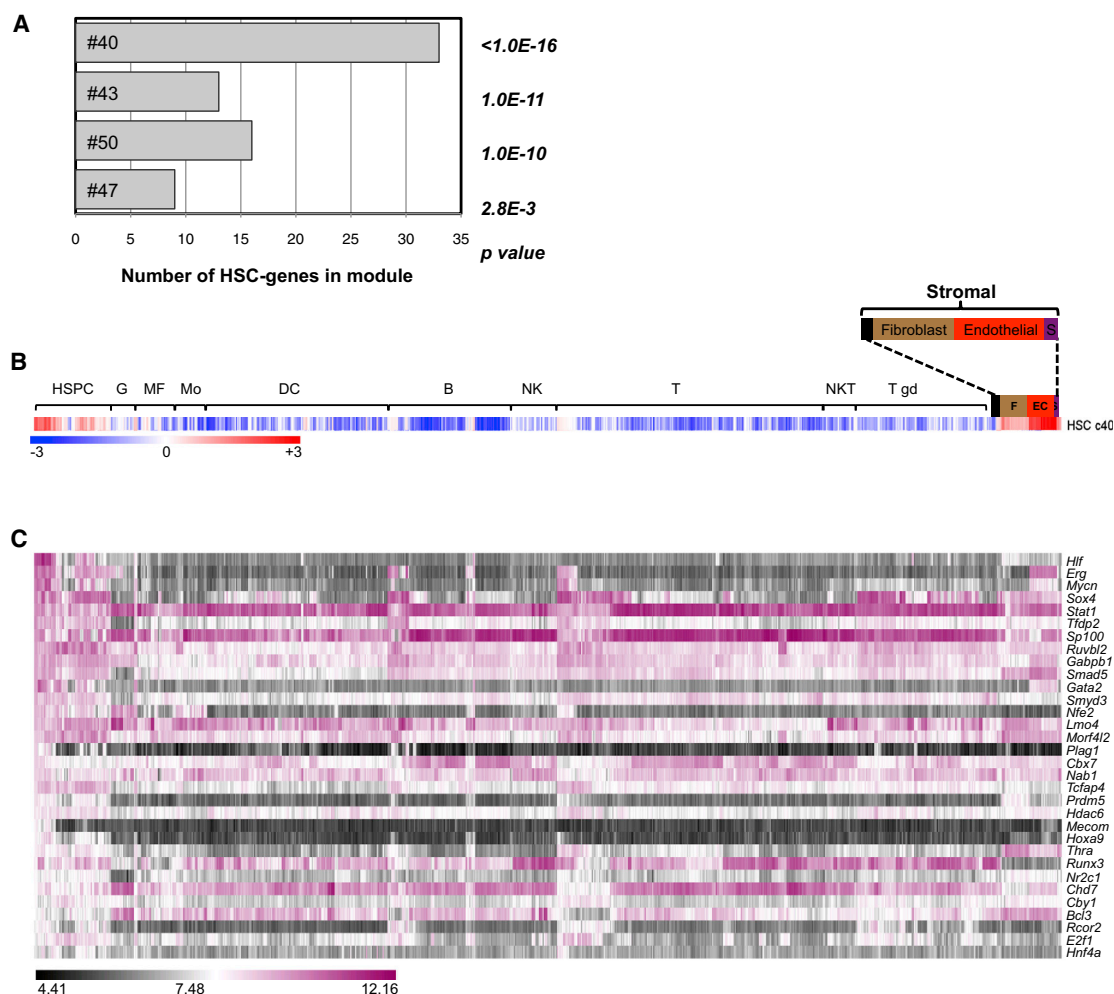 A
#40
<1.0E-16
#43
1.0E-11
#50
1.0E-10
#47
2.8E-3
0 5 10 15 20 25 30 35
p value
Number of HSC-genes in module
Stromal
Fibroblast Endothelial S
B
HSPC G MF Mo DC B NK T NKT T gd
F EC S
HSC c40
-3 0 +3
C
Hlf
Erg
Mycn
Sox4
Stat1
Tfdp2
Sp100
Ruvbl2
Gabpb1
Smad5
Gata2
Smyd3
Nfe2
Lmo4
Morf4l2
Plag1
Cbx7
Nab1
Tcfap4
Prdm5
Hdac6
Mecom
Hoxa9
Thra
Runx3
Nr2c1
Chd7
Cby1
Bcl3
Rcor2
E2f1
Hnf4a
4.41 7.48 12.16